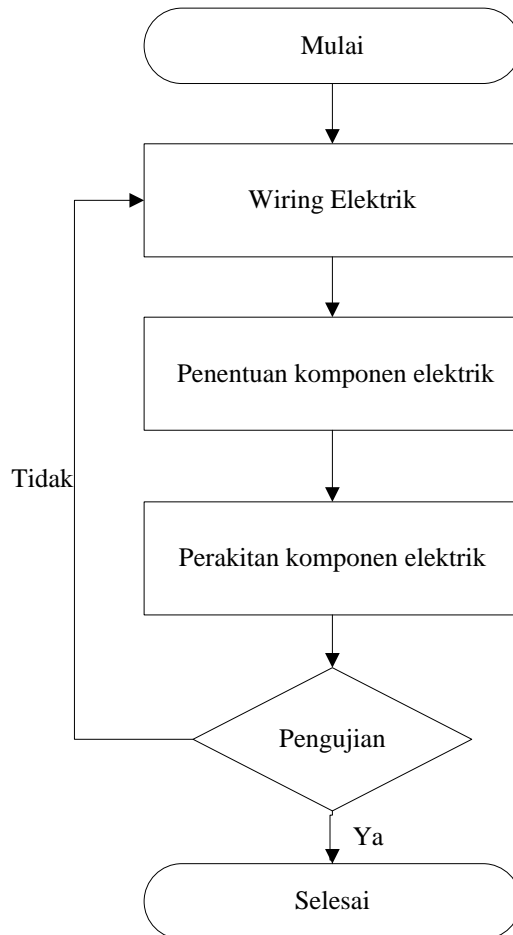 Mulai
Wiring Elektrik
Penentuan komponen elektrik
Tidak
Perakitan komponen elektrik
Pengujian
Ya
Selesai